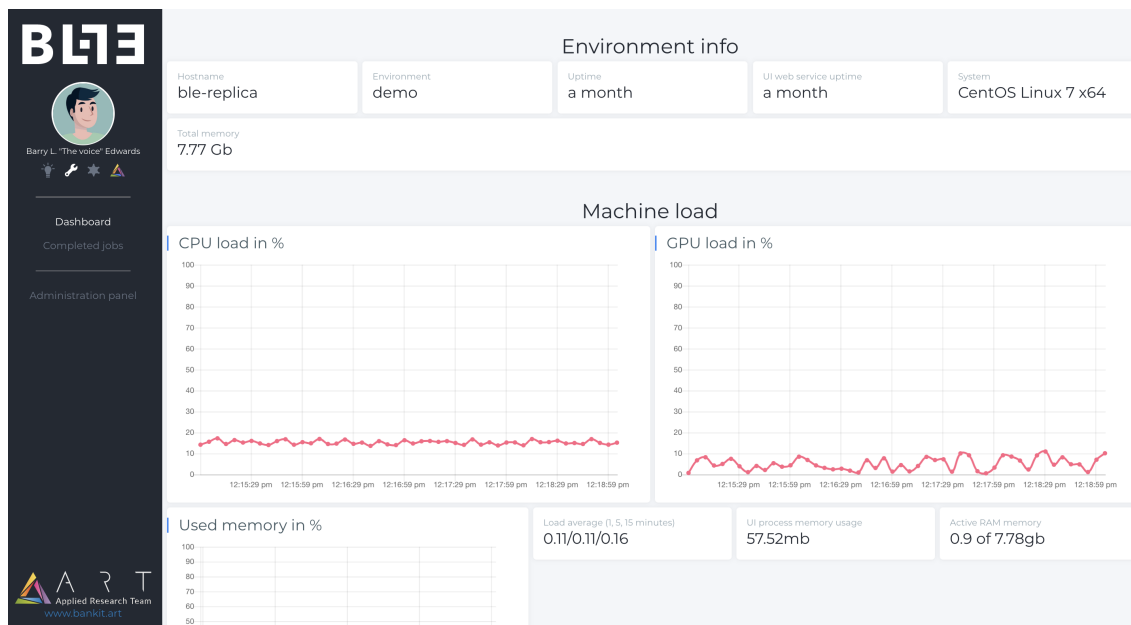 BLE
Barry L. "The voice" Edwards
Dashboard
Completed jobs
Administration panel
ART
Applied Research Team
www.bankit.art
Environment info
Hostname
ble-replica
Environment
demo
Uptime
a month
UI web service uptime
a month
System
CentOS Linux 7 x64
Total memory
7.77 Gb
Machine load
CPU load in %
100
90
80
70
60
50
40
30
20
10
0
12:15:29 pm 12:15:59 pm 12:16:29 pm 12:16:59 pm 12:17:29 pm 12:17:59 pm 12:18:29 pm 12:18:59 pm
GPU load in %
100
90
80
70
60
50
40
30
20
10
0
12:15:29 pm 12:15:59 pm 12:16:29 pm 12:16:59 pm 12:17:29 pm 12:17:59 pm 12:18:29 pm 12:18:59 pm
Used memory in %
100
90
80
70
60
50
Load average (1, 5, 15 minutes)
0.11/0.11/0.16
UI process memory usage
57.52mb
Active RAM memory
0.9 of 7.78gb